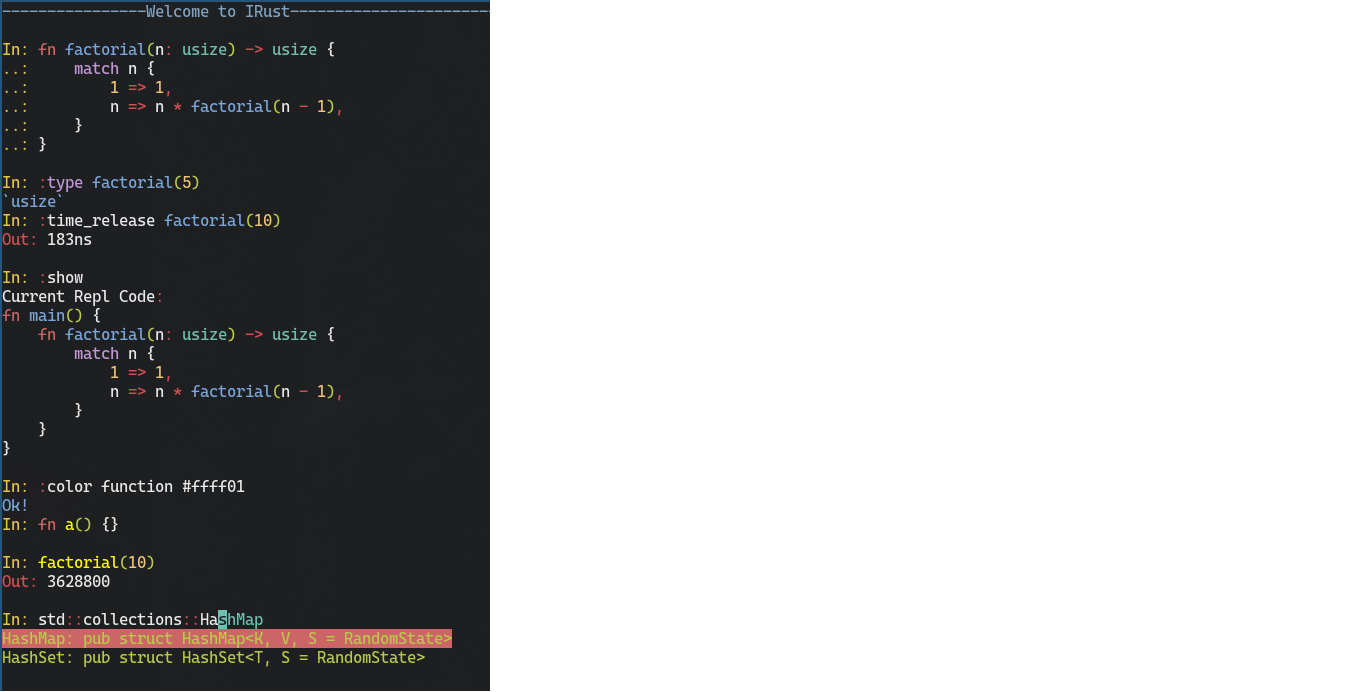 ----------------Welcome to IRust----------------------
In: fn factorial(n: usize) -> usize {
..:     match n {
..:         1 => 1,
..:         n => n * factorial(n - 1),
..:     }
..: }
In: :type factorial(5)
`usize`
In: :time_release factorial(10)
Out: 183ns
In: :show
Current Repl Code:
fn main() {
    fn factorial(n: usize) -> usize {
        match n {
            1 => 1,
            n => n * factorial(n - 1),
        }
    }
}
In: :color function #ffff01
Ok!
In: fn a() {}
In: factorial(10)
Out: 3628800
In: std::collections::HashMap
HashMap: pub struct HashMap<K, V, S = RandomState>
HashSet: pub struct HashSet<T, S = RandomState>